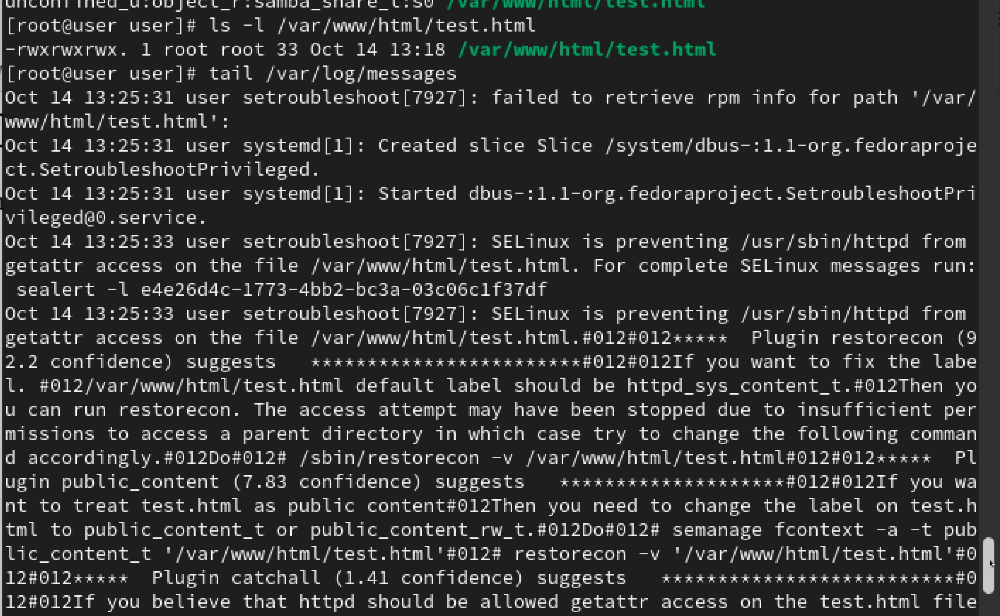 unconfined_u:object_r:samba_share_t:s0 /var/www/html/test.html
[root@user user]# ls -l /var/www/html/test.html
-rwxrwxrwx. 1 root root 33 Oct 14 13:18 /var/www/html/test.html
[root@user user]# tail /var/log/messages
Oct 14 13:25:31 user setroubleshoot[7927]: failed to retrieve rpm info for path '/var/
www/html/test.html':
Oct 14 13:25:31 user systemd[1]: Created slice Slice /system/dbus-:1.1-org.fedoraproje
ct.SetroubleshootPrivileged.
Oct 14 13:25:31 user systemd[1]: Started dbus-:1.1-org.fedoraproject.SetroubleshootPri
vileged@0.service.
Oct 14 13:25:33 user setroubleshoot[7927]: SELinux is preventing /usr/sbin/httpd from
getattr access on the file /var/www/html/test.html. For complete SELinux messages run:
 sealert -l e4e26d4c-1773-4bb2-bc3a-03c06c1f37df
Oct 14 13:25:33 user setroubleshoot[7927]: SELinux is preventing /usr/sbin/httpd from
getattr access on the file /var/www/html/test.html.#012#012*****  Plugin restorecon (9
2.2 confidence) suggests   ************************#012#012If you want to fix the labe
l. #012/var/www/html/test.html default label should be httpd_sys_content_t.#012Then yo
u can run restorecon. The access attempt may have been stopped due to insufficient per
missions to access a parent directory in which case try to change the following comman
d accordingly.#012Do#012# /sbin/restorecon -v /var/www/html/test.html#012#012*****  Pl
ugin public_content (7.83 confidence) suggests   ********************#012#012If you wa
nt to treat test.html as public content#012Then you need to change the label on test.h
tml to public_content_t or public_content_rw_t.#012Do#012# semanage fcontext -a -t pub
lic_content_t '/var/www/html/test.html'#012# restorecon -v '/var/www/html/test.html'#0
12#012*****  Plugin catchall (1.41 confidence) suggests   **************************#0
12#012If you believe that httpd should be allowed getattr access on the test.html file